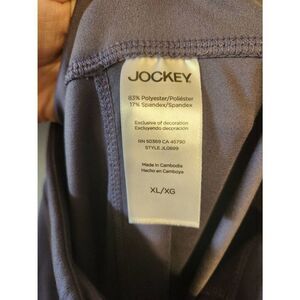 JOCKEY
83% Polyester/Poliéster
17% Spandex/Spandex
Exclusive of decoration
Excluyendo decoración
RN 50369 CA 45790
STYLE JL0899
Made in Cambodia
Hecho en Camboya
XL/XG